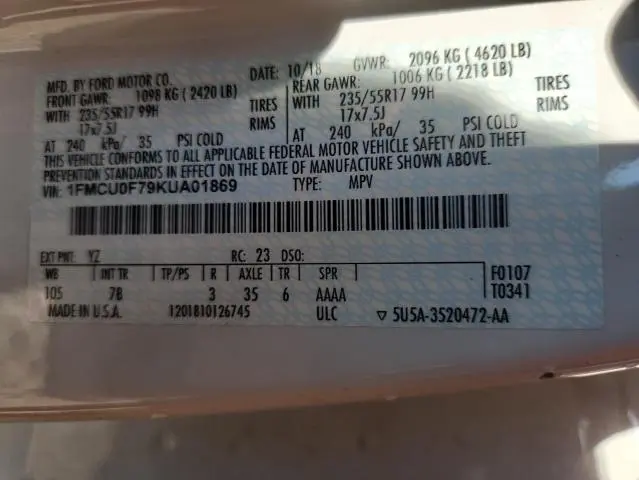 MFD. BY FORD MOTOR CO. DATE: 10/18 GVWR: 2096 KG ( 4620 LB)
FRONT GAWR: 1098 KG ( 2420 LB) REAR GAWR: 1006 KG ( 2218 LB)
WITH 235/55R17 99H TIRES WITH 235/55R17 99H TIRES
17x7.5J RIMS 17x7.5J RIMS
AT 240 kPa/ 35 PSI COLD AT 240 kPa/ 35 PSI COLD
THIS VEHICLE CONFORMS TO ALL APPLICABLE FEDERAL MOTOR VEHICLE SAFETY AND THEFT
PREVENTION STANDARDS IN EFFECT ON THE DATE OF MANUFACTURE SHOWN ABOVE.
VIN: 1FMCU0F79KUA01869 TYPE: MPV
EXT PNT: YZ RC: 23 DSO:
WB INT TR TP/PS R AXLE TR SPR F0107
105 7B 3 35 6 AAAA T0341
MADE IN U.S.A. 1201810126745 ULC ▽ 5U5A-3520472-AA